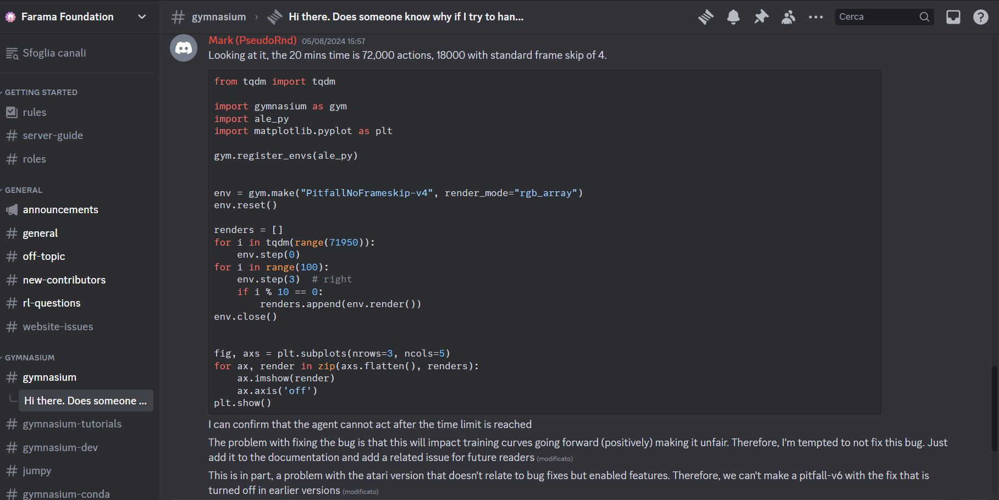 Farama Foundation
Sfoglia canali
GETTING STARTED
rules
server-guide
roles
GENERAL
announcements
general
off-topic
new-contributors
rl-questions
website-issues
GYMNASIUM
gymnasium
Hi there. Does someone ...
gymnasium-tutorials
gymnasium-dev
jumpy
gymnasium-conda
gymnasium › Hi there. Does someone know why if I try to han...
Cerca
Mark (PseudoRnd) 05/08/2024 15:57
Looking at it, the 20 mins time is 72,000 actions, 18000 with standard frame skip of 4.
from tqdm import tqdm

import gymnasium as gym
import ale_py
import matplotlib.pyplot as plt

gym.register_envs(ale_py)

env = gym.make("PitfallNoFrameskip-v4", render_mode="rgb_array")
env.reset()

renders = []
for i in tqdm(range(71950)):
    env.step(0)
for i in range(100):
    env.step(3)  # right
    if i % 10 == 0:
        renders.append(env.render())
env.close()

fig, axs = plt.subplots(nrows=3, ncols=5)
for ax, render in zip(axs.flatten(), renders):
    ax.imshow(render)
    ax.axis('off')
plt.show()
I can confirm that the agent cannot act after the time limit is reached
The problem with fixing the bug is that this will impact training curves going forward (positively) making it unfair. Therefore, I'm tempted to not fix this bug. Just
add it to the documentation and add a related issue for future readers (modificato)
This is in part, a problem with the atari version that doesn't relate to bug fixes but enabled features. Therefore, we can't make a pitfall-v6 with the fix that is
turned off in earlier versions (modificato)